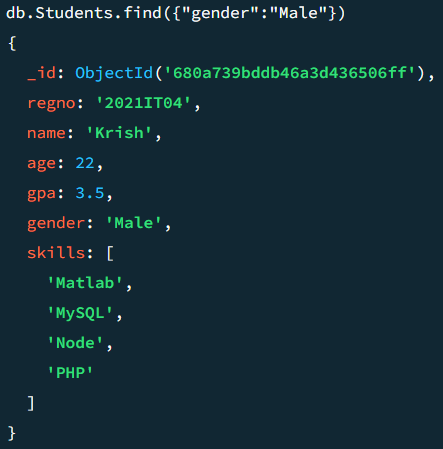 db.Students.find({"gender":"Male"})
{
  _id: ObjectId('680a739bddb46a3d436506ff'),
  regno: '2021IT04',
  name: 'Krish',
  age: 22,
  gpa: 3.5,
  gender: 'Male',
  skills: [
    'Matlab',
    'MySQL',
    'Node',
    'PHP'
  ]
}